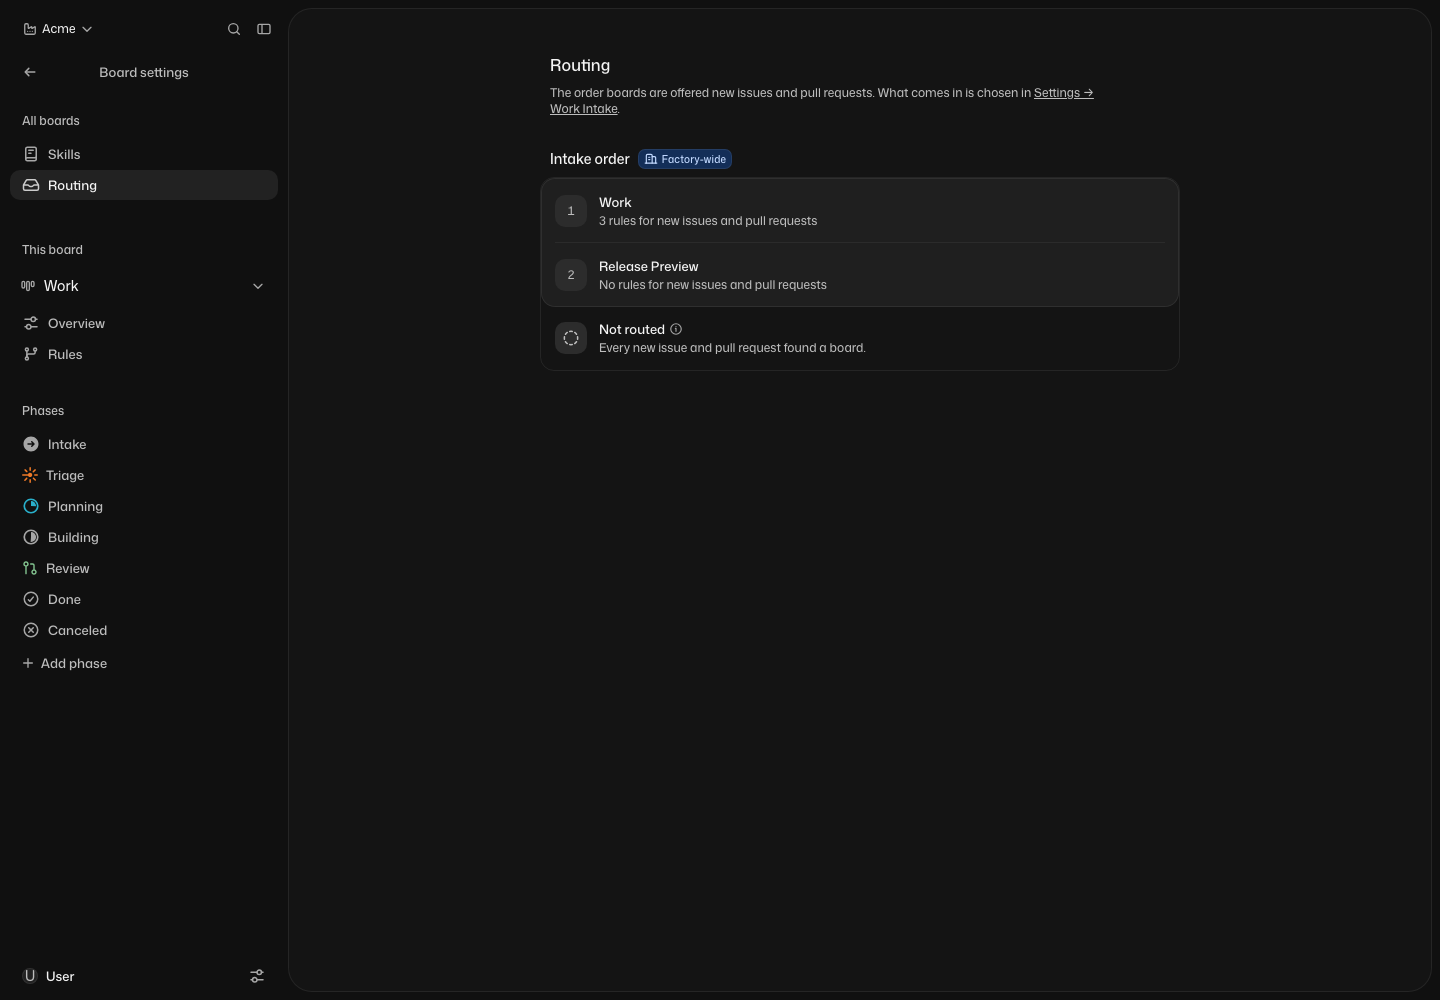 Acme
Board settings
All boards
Skills
Routing
This board
Work
Overview
Rules
Phases
Intake
Triage
Planning
Building
Review
Done
Canceled
Add phase
U User
Routing
The order boards are offered new issues and pull requests. What comes in is chosen in Settings →
Work Intake.
Intake order Factory-wide
1 Work
3 rules for new issues and pull requests
2 Release Preview
No rules for new issues and pull requests
Not routed
Every new issue and pull request found a board.